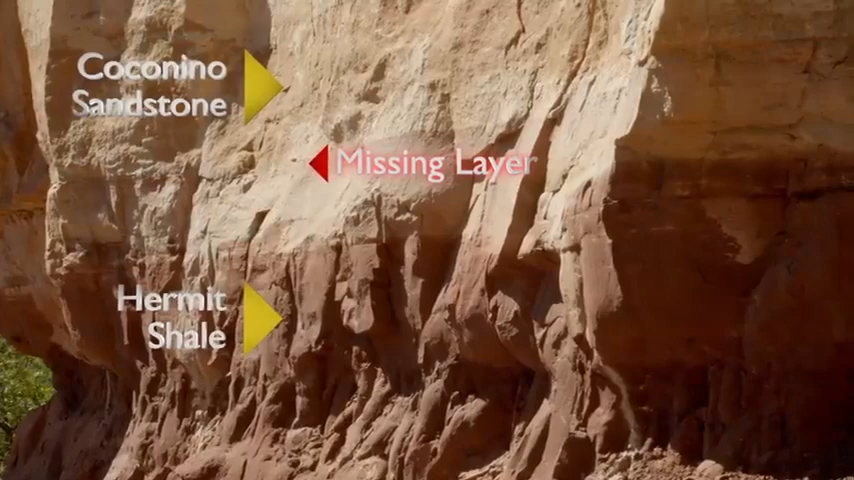 Coconino
Sandstone
Missing Layer
Hermit
Shale